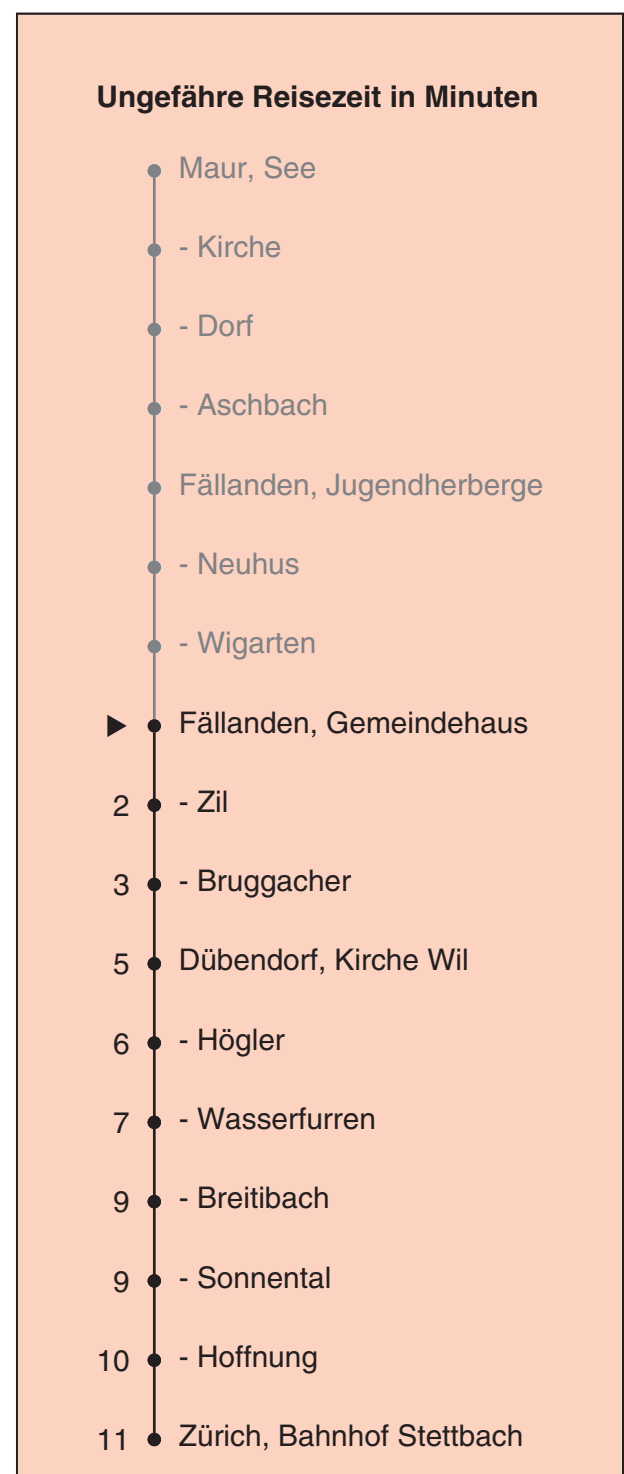 Ungefähre Reisezeit in Minuten
Maur, See
- Kirche
- Dorf
- Aschbach
Fällanden, Jugendherberge
- Neuhus
- Wigarten
Fällanden, Gemeindehaus
2 - Zil
3 - Bruggacher
5 Dübendorf, Kirche Wil
6 - Högler
7 - Wasserfurren
9 - Breitibach
9 - Sonnental
10 - Hoffnung
11 Zürich, Bahnhof Stettbach